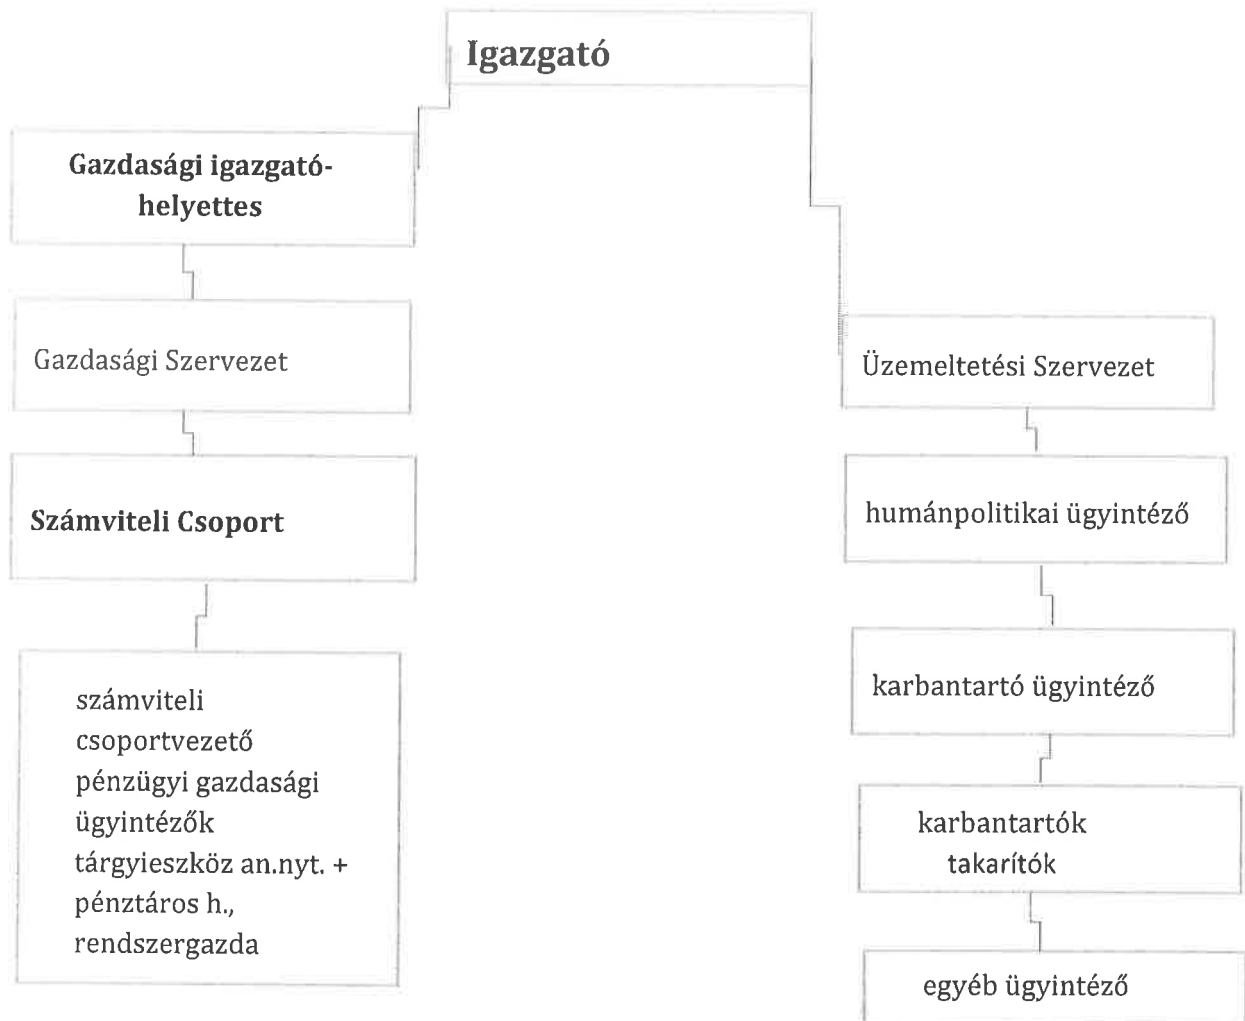 Igazgató
Gazdasági igazgató-
helyettes
Gazdasági Szervezet
Számviteli Csoport
számviteli
csoportvezető
pénzügyi gazdasági
ügyintézők
tárgyieszköz an.nyt. +
pénztáros h.,
rendszergazda
Üzemeltetési Szervezet
humánpolitikai ügyintéző
karbantartó ügyintéző
karbantartók
takarítók
egyéb ügyintéző